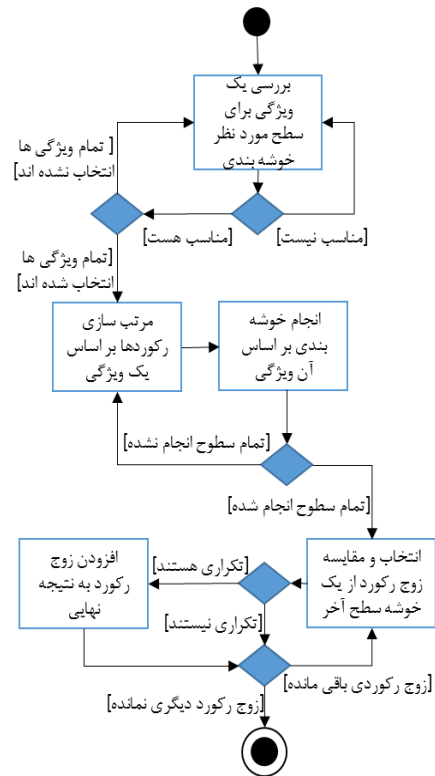 بررسی یک
ویژگی برای
سطح مورد نظر
خوشه بندی
[تمام ویژگی ها
انتخاب نشده اند]
[مناسب نیست]
[مناسب هست]
[تمام ویژگی ها
انتخاب شده اند]
مرتب سازی
رکوردها بر اساس
یک ویژگی
انجام خوشه
بندی بر اساس
آن ویژگی
[تمام سطوح انجام نشده]
[تمام سطوح انجام شده]
انتخاب و مقایسه
زوج رکورد از یک
خوشه سطح آخر
[تکراری هستند]
افزودن زوج
رکورد به نتیجه
نهایی
[تکراری نیستند]
[زوج رکوردی باقی مانده]
[زوج رکورد دیگری نمانده]